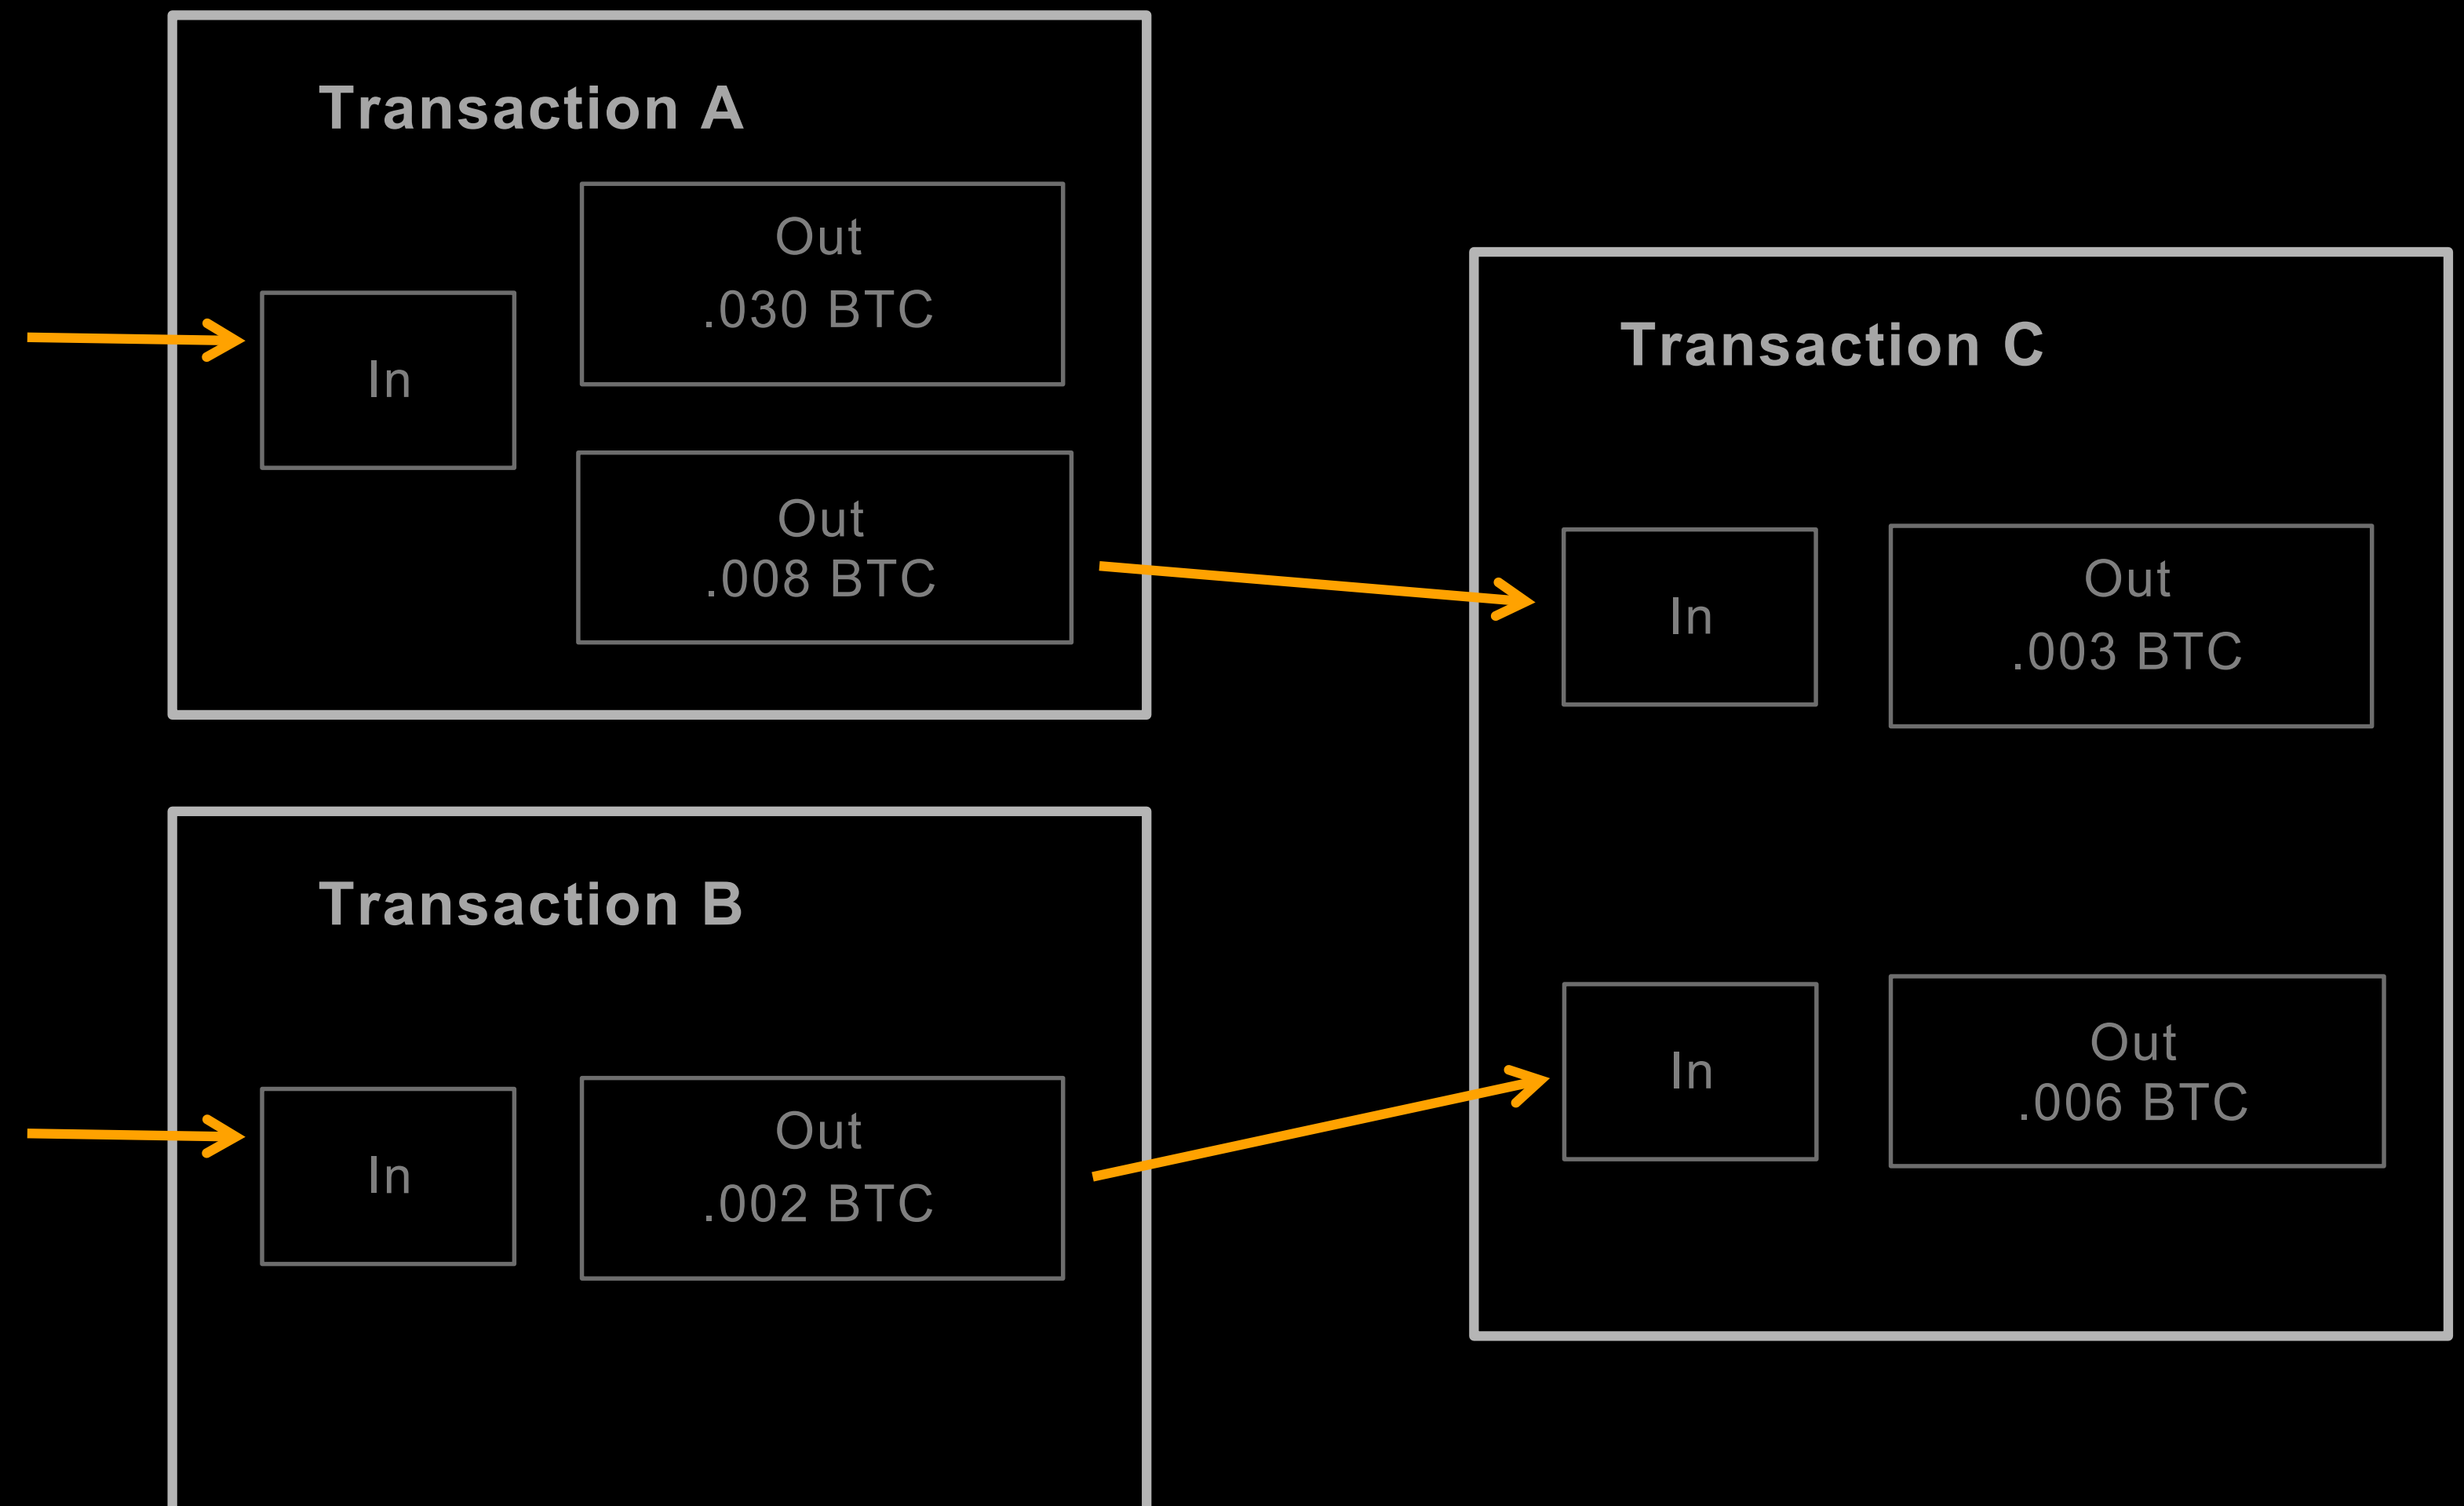 Transaction A
In
Out
.030 BTC
Out
.008 BTC
Transaction B
In
Out
.002 BTC
Transaction C
In
Out
.003 BTC
In
Out
.006 BTC